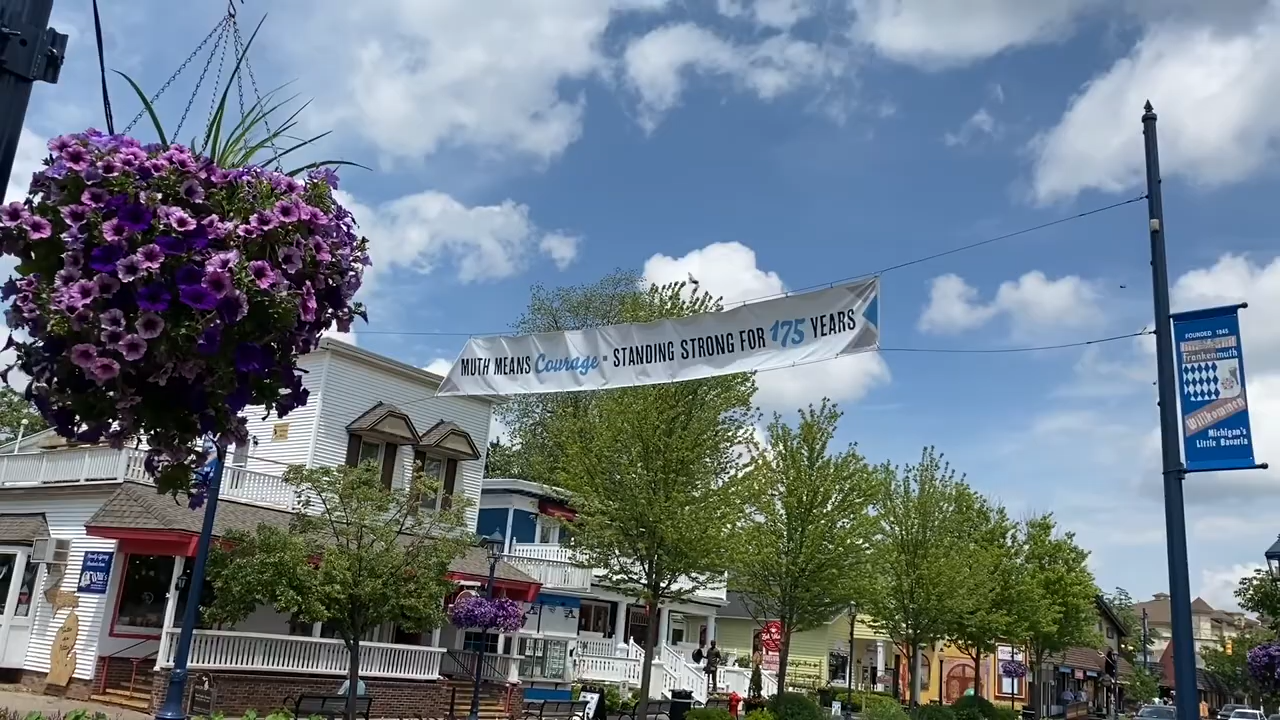 MUTH MEANS Courage - STANDING STRONG FOR 175 YEARS
FOUNDED 1845
Frankenmuth
Willkommen
Michigan's
Little Bavaria